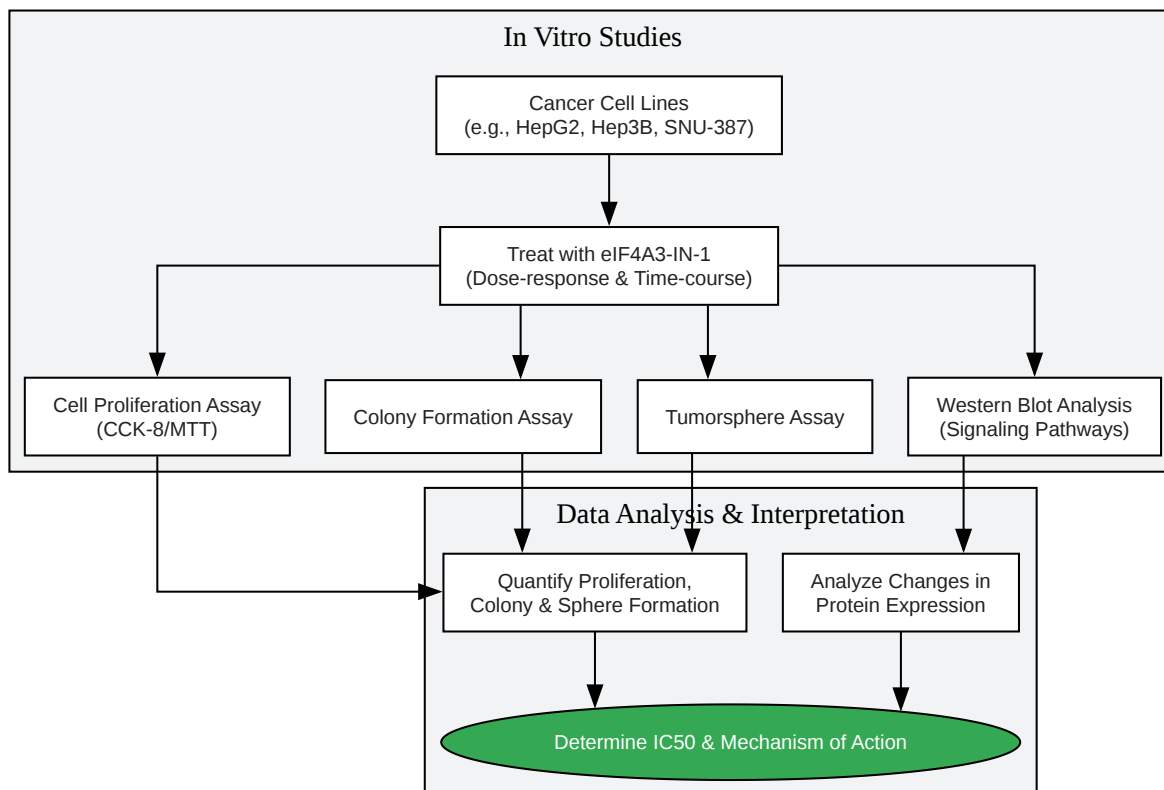 In Vitro Studies
Cancer Cell Lines
(e.g., HepG2, Hep3B, SNU-387)
Treat with eIF4A3-IN-1
(Dose-response & Time-course)
Cell Proliferation Assay
(CCK-8/MTT)
Colony Formation Assay
Tumorsphere Assay
Western Blot Analysis
(Signaling Pathways)
Data Analysis & Interpretation
Quantify Proliferation,
Colony & Sphere Formation
Analyze Changes in
Protein Expression
Determine IC50 & Mechanism of Action